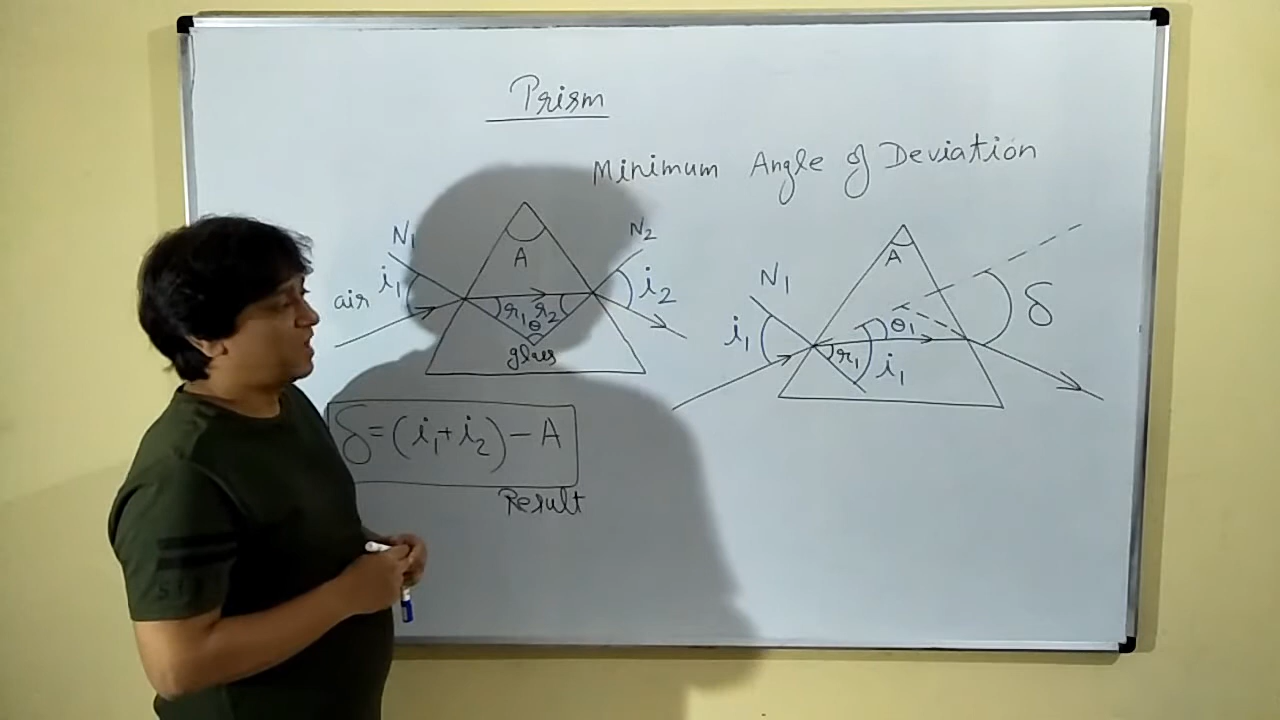 Prism
Minimum Angle of Deviation
N1
N2
A
air
i1
i2
r1 r2
θ
glass
δ=(i1+i2)-A
Result
A
N1
i1
θ1
r1
i1
δ